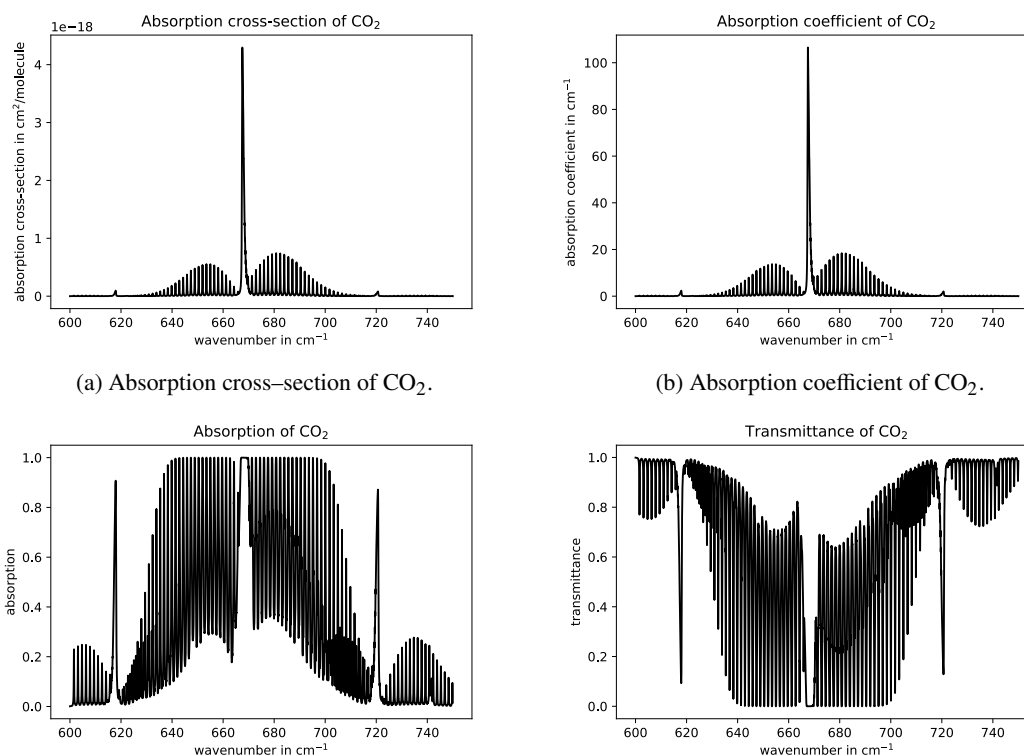 Absorption cross-section of CO₂
1e−18
absorption cross-section in cm²/molecule
4
3
2
1
0
600 620 640 660 680 700 720 740
wavenumber in cm⁻¹
(a) Absorption cross–section of CO₂.
Absorption coefficient of CO₂
absorption coefficient in cm⁻¹
100
80
60
40
20
0
600 620 640 660 680 700 720 740
wavenumber in cm⁻¹
(b) Absorption coefficient of CO₂.
Absorption of CO₂
absorption
1.0
0.8
0.6
0.4
0.2
0.0
600 620 640 660 680 700 720 740
wavenumber in cm⁻¹
Transmittance of CO₂
transmittance
1.0
0.8
0.6
0.4
0.2
0.0
600 620 640 660 680 700 720 740
wavenumber in cm⁻¹